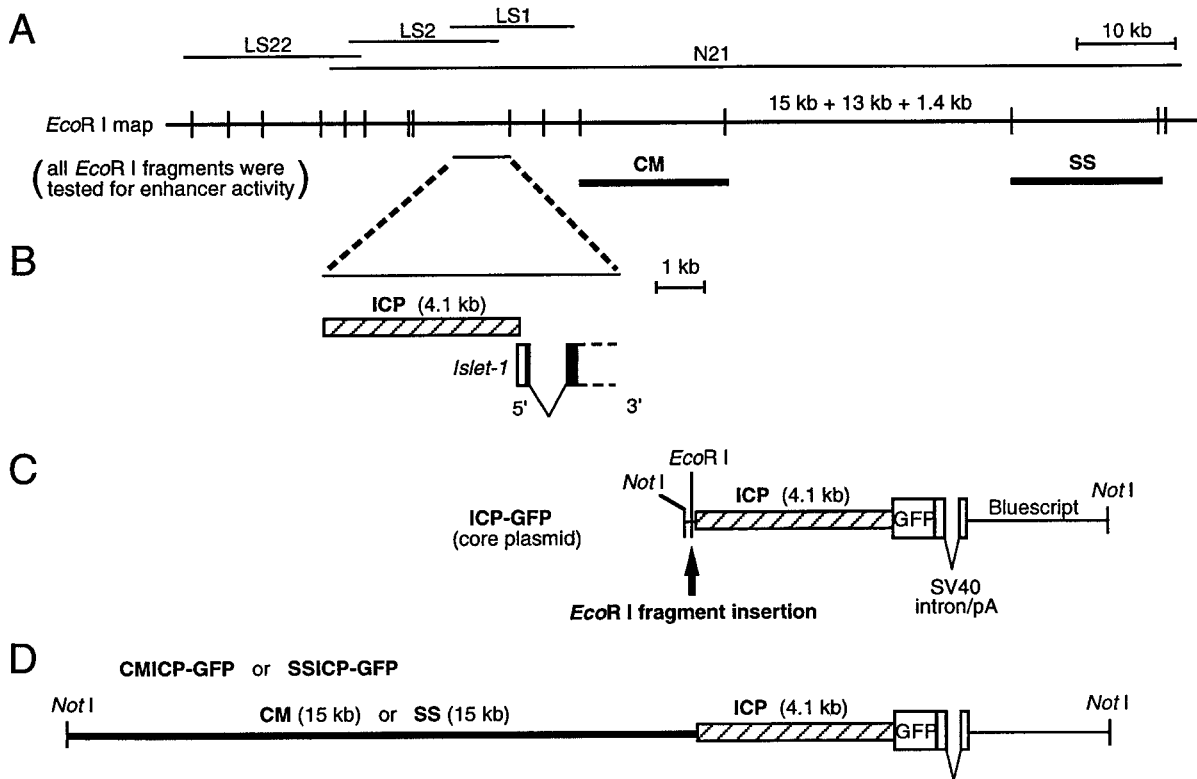 A
LS1
LS2
LS22
10 kb
N21
15 kb + 13 kb + 1.4 kb
EcoR I map
(all EcoR I fragments were
tested for enhancer activity)
CM
SS
B
1 kb
ICP (4.1 kb)
Islet-1
5'
3'
C
EcoR I
Not I
ICP (4.1 kb)
Not I
ICP-GFP
(core plasmid)
GFP
Bluescript
SV40
intron/pA
EcoR I fragment insertion
D
CMICP-GFP or SSICP-GFP
Not I
CM (15 kb) or SS (15 kb)
ICP (4.1 kb)
Not I
GFP